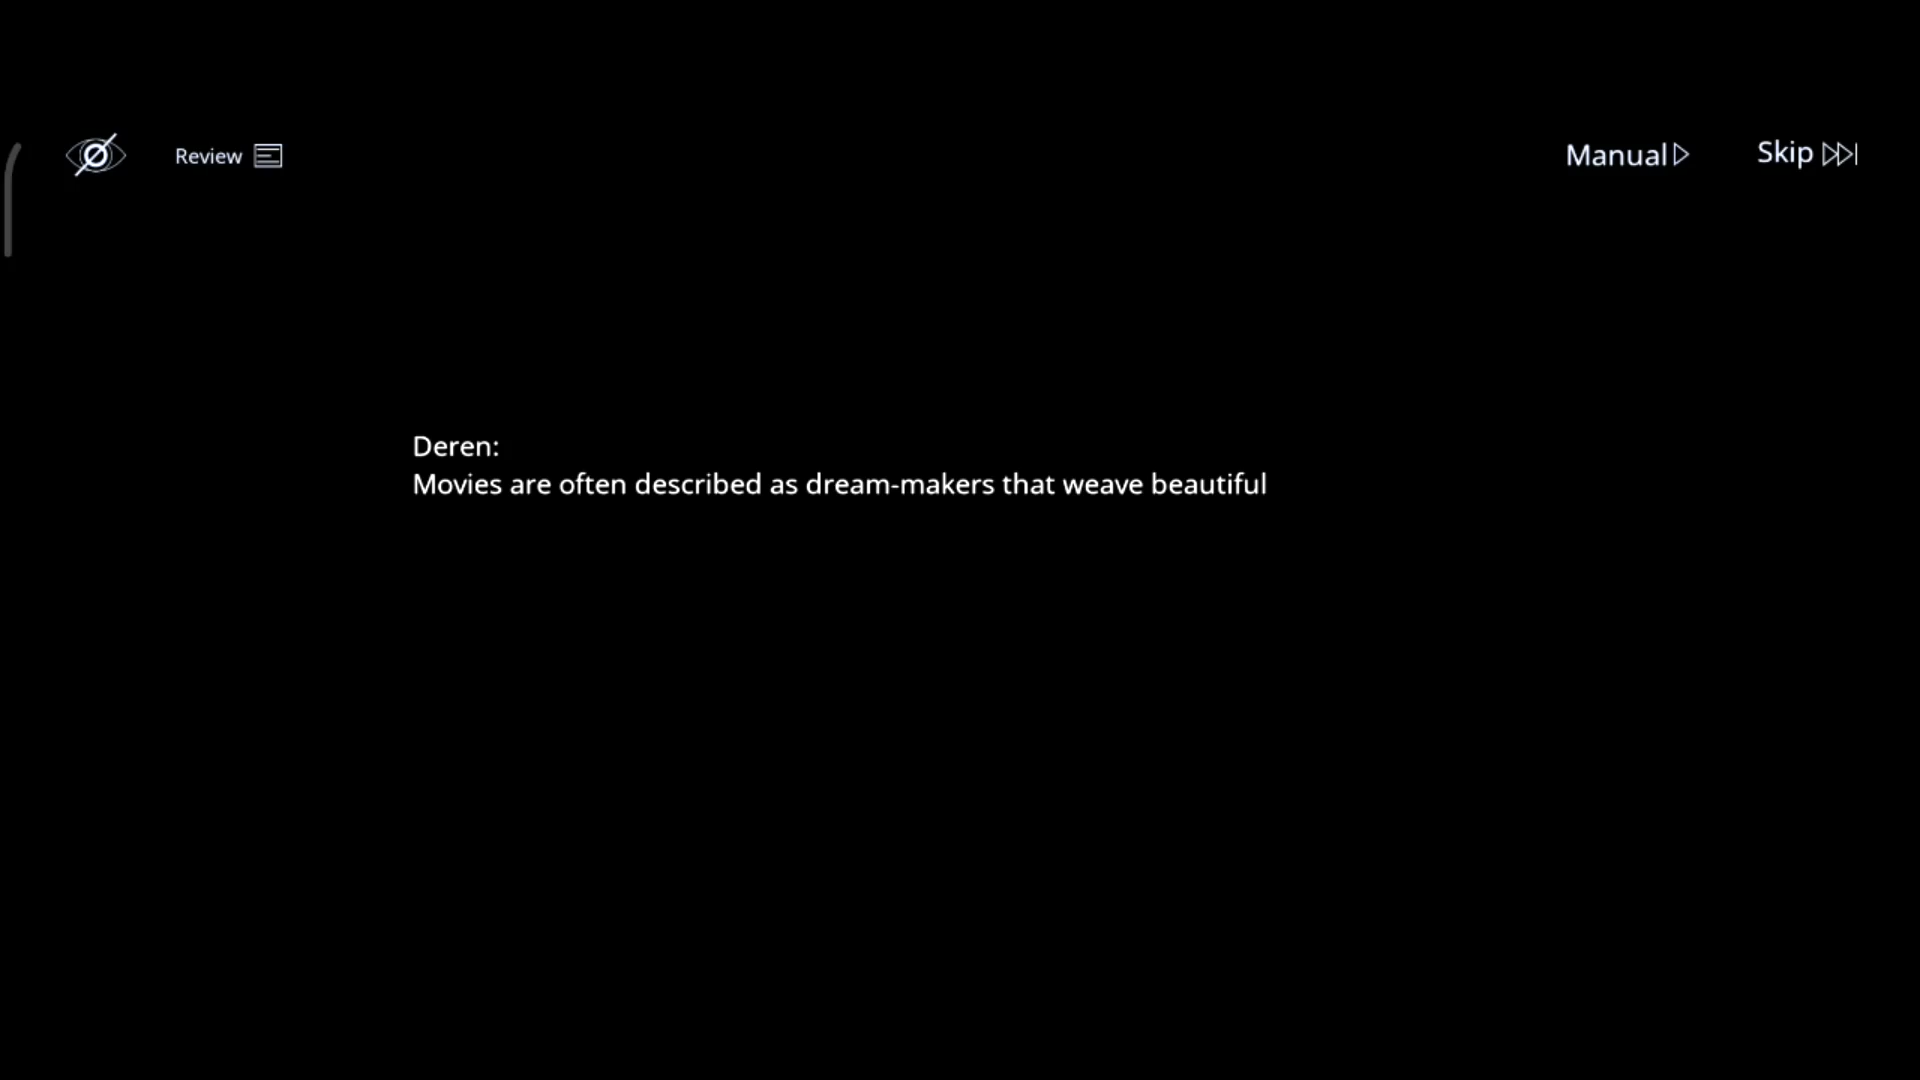 Review
Manual
Skip
Deren:
Movies are often described as dream-makers that weave beautiful